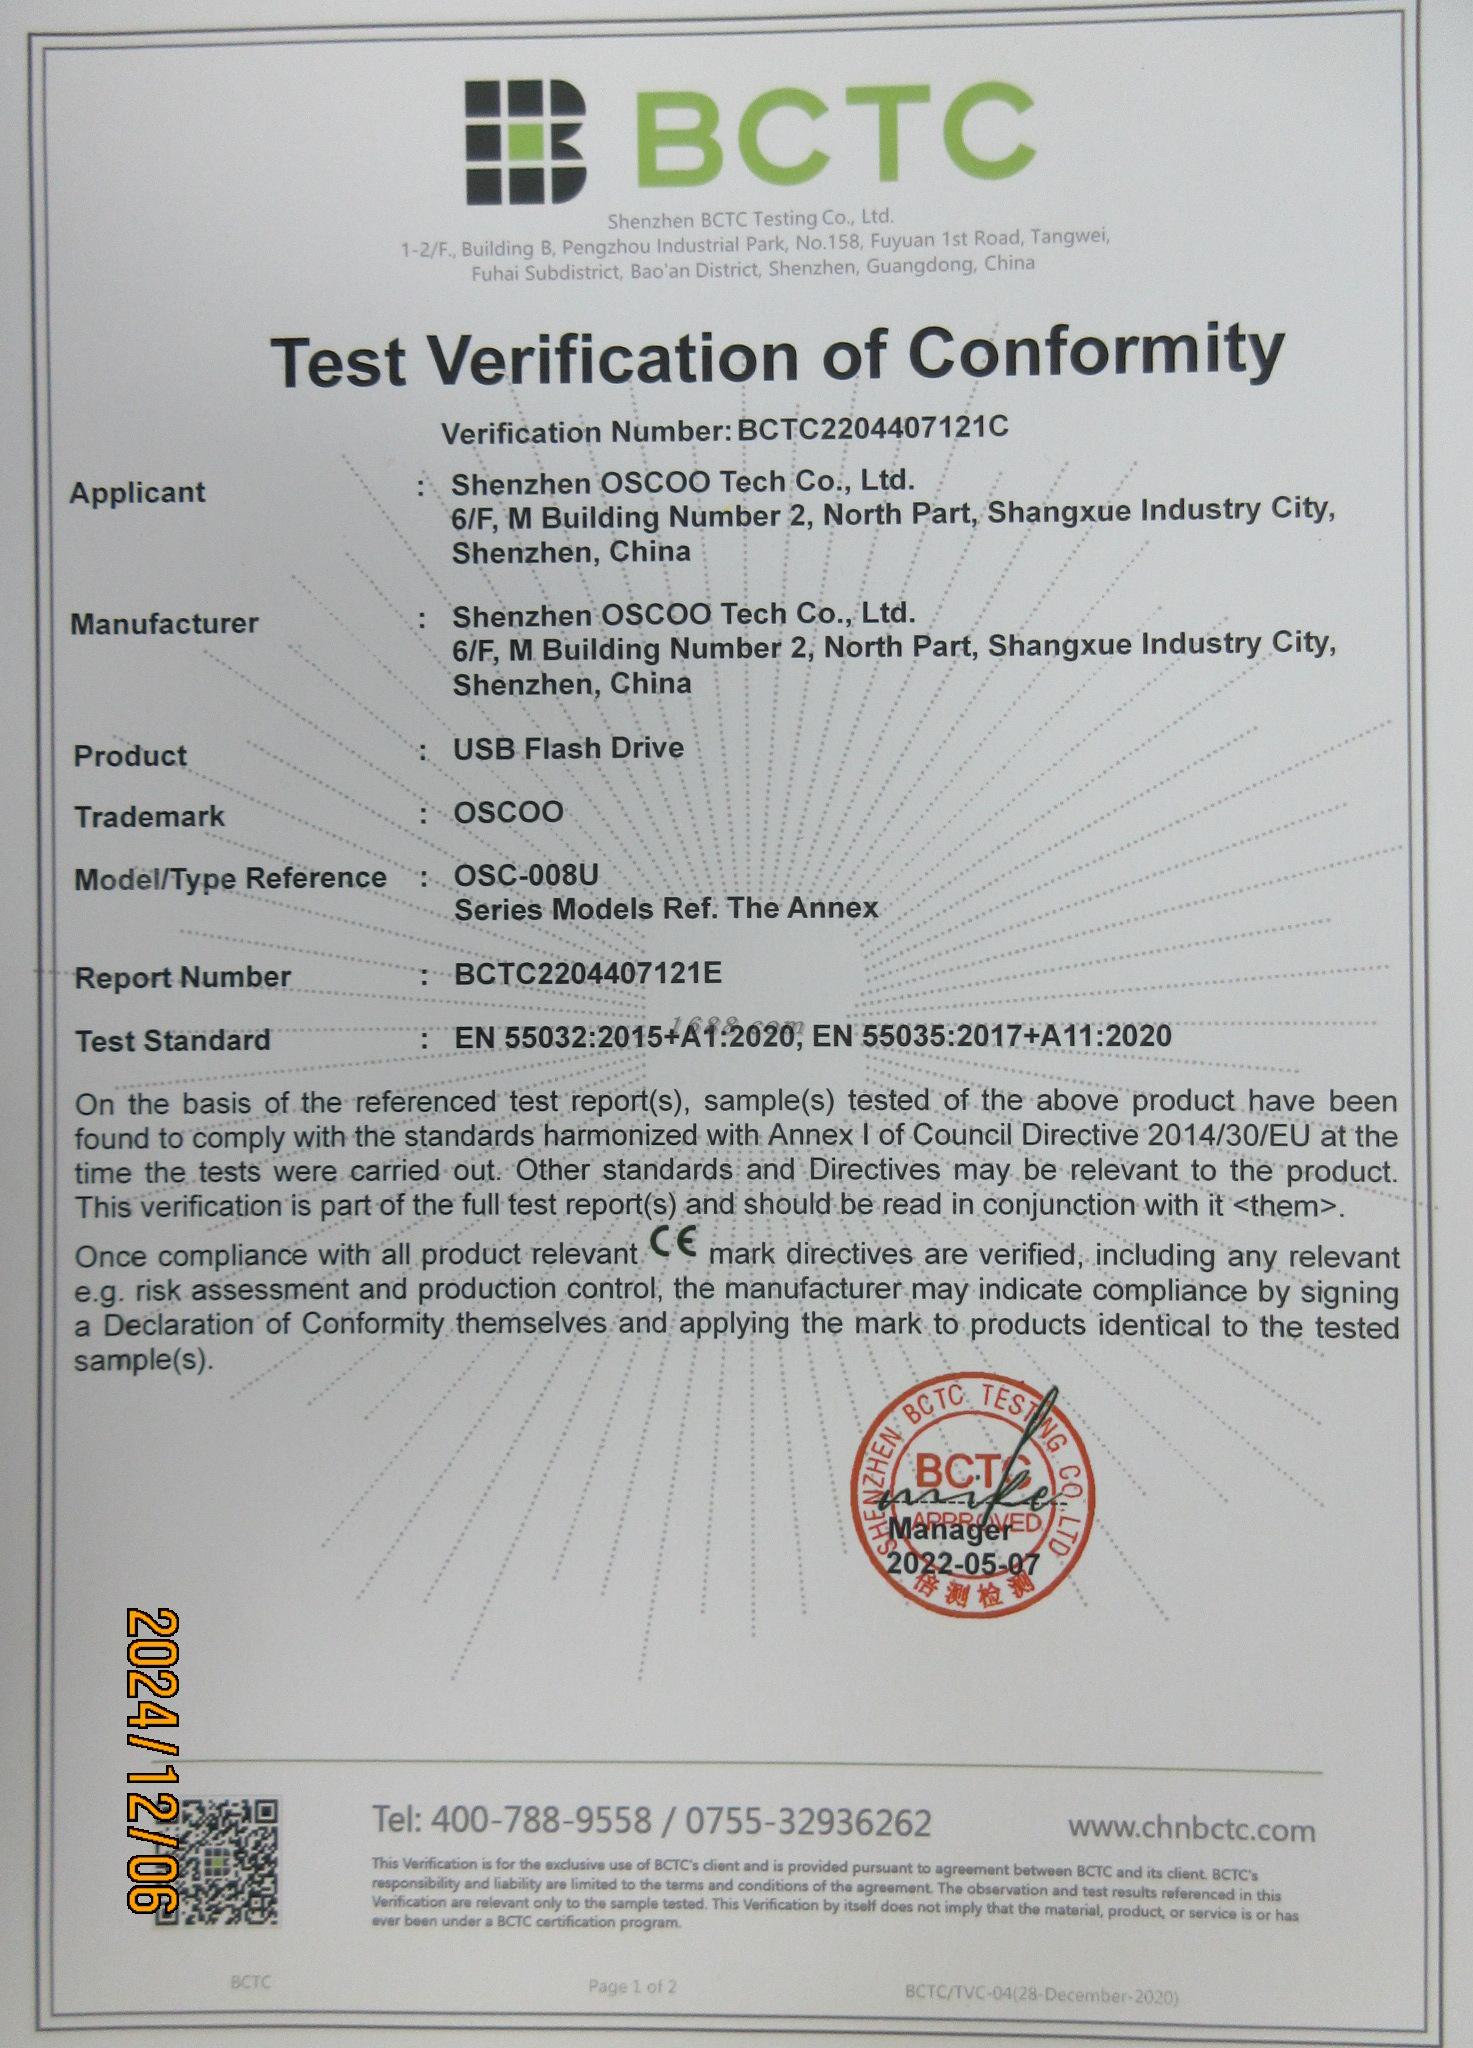 BCTC
Shenzhen BCTC Testing Co., Ltd.
1-2/F., Building B, Pengzhou Industrial Park, No.158, Fuyuan 1st Road, Tangwei,
Fuhai Subdistrict, Bao'an District, Shenzhen, Guangdong, China
Test Verification of Conformity
Verification Number: BCTC2204407121C
Applicant : Shenzhen OSCOO Tech Co., Ltd.
6/F, M Building Number 2, North Part, Shangxue Industry City,
Shenzhen, China
Manufacturer : Shenzhen OSCOO Tech Co., Ltd.
6/F, M Building Number 2, North Part, Shangxue Industry City,
Shenzhen, China
Product : USB Flash Drive
Trademark : OSCOO
Model/Type Reference : OSC-008U
Series Models Ref. The Annex
Report Number : BCTC2204407121E
1688.com
Test Standard : EN 55032:2015+A1:2020, EN 55035:2017+A11:2020
On the basis of the referenced test report(s), sample(s) tested of the above product have been
found to comply with the standards harmonized with Annex I of Council Directive 2014/30/EU at the
time the tests were carried out. Other standards and Directives may be relevant to the product.
This verification is part of the full test report(s) and should be read in conjunction with it <them>.
Once compliance with all product relevant CE mark directives are verified, including any relevant
e.g. risk assessment and production control, the manufacturer may indicate compliance by signing
a Declaration of Conformity themselves and applying the mark to products identical to the tested
sample(s).
SHENZHEN BCTC TESTING CO.,LTD
BCTC
mike
APPROVED
Manager
2022-05-07
倍测检测
2024/12/06
Tel: 400-788-9558 / 0755-32936262 www.chnbctc.com
This Verification is for the exclusive use of BCTC's client and is provided pursuant to agreement between BCTC and its client. BCTC's
responsibility and liability are limited to the terms and conditions of the agreement. The observation and test results referenced in this
Verification are relevant only to the sample tested. This Verification by itself does not imply that the material, product, or service is or has
ever been under a BCTC certification program.
BCTC Page 1 of 2 BCTC/TVC-04(28-December-2020)